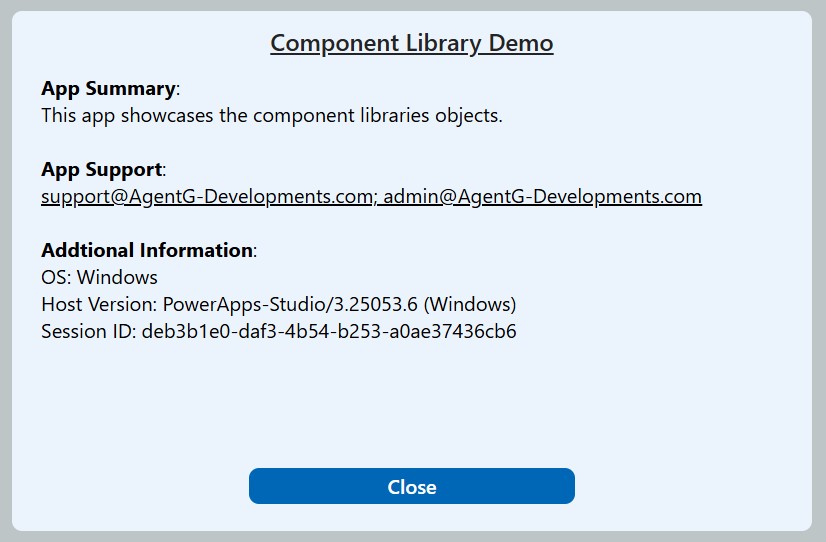 Component Library Demo
App Summary:
This app showcases the component libraries objects.
App Support:
support@AgentG-Developments.com; admin@AgentG-Developments.com
Addtional Information:
OS: Windows
Host Version: PowerApps-Studio/3.25053.6 (Windows)
Session ID: deb3b1e0-daf3-4b54-b253-a0ae37436cb6
Close